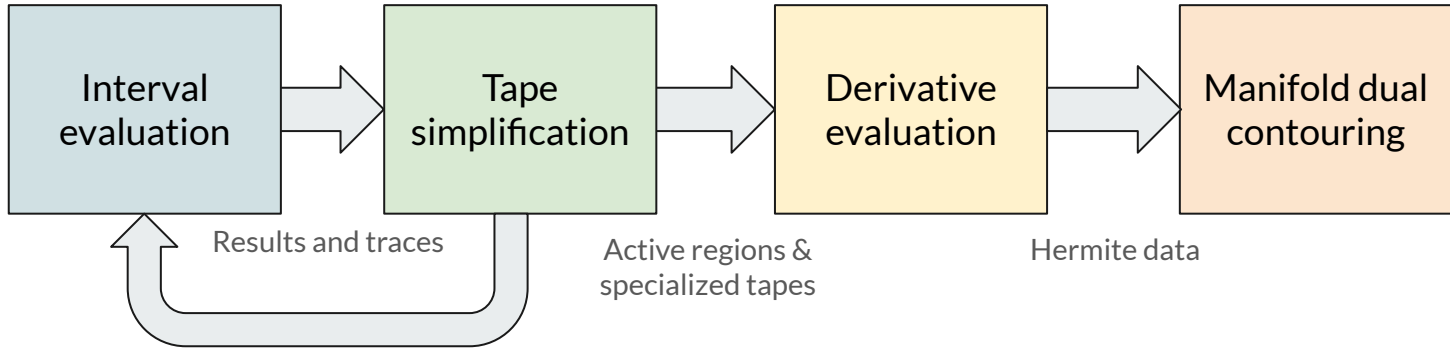 Interval
evaluation
Tape
simplification
Derivative
evaluation
Manifold dual
contouring
Results and traces
Active regions &
specialized tapes
Hermite data